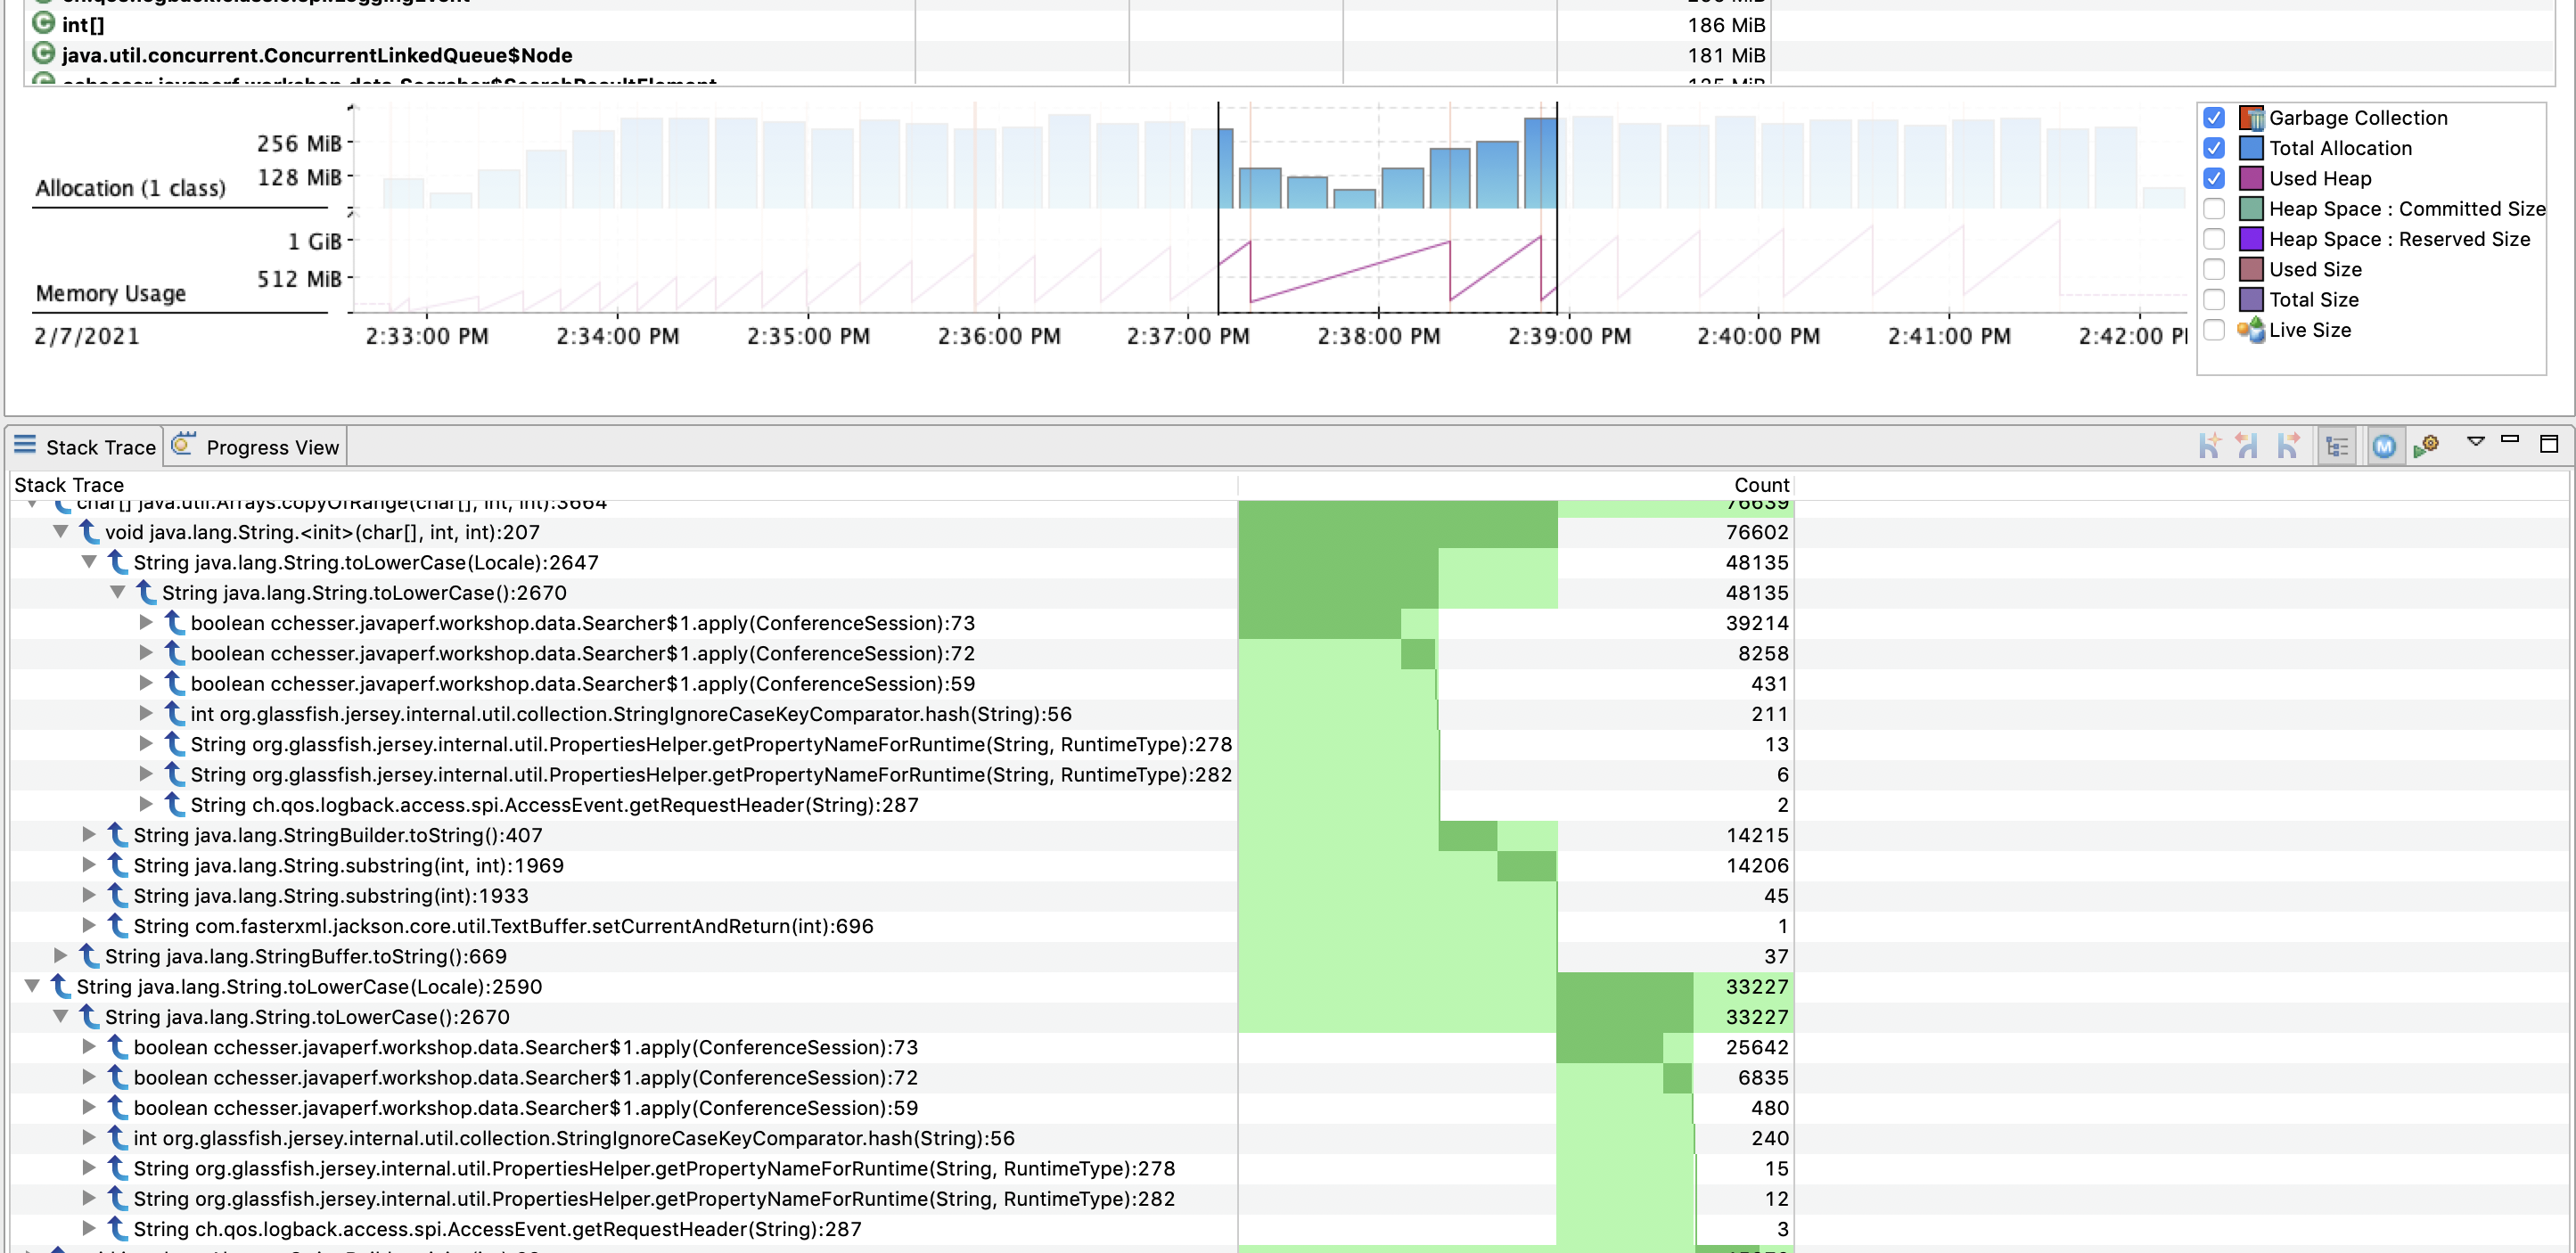 int[] 186 MiB
java.util.concurrent.ConcurrentLinkedQueue$Node 181 MiB
256 MiB
128 MiB
Allocation (1 class)
1 GiB
512 MiB
Memory Usage
2/7/2021 2:33:00 PM 2:34:00 PM 2:35:00 PM 2:36:00 PM 2:37:00 PM 2:38:00 PM 2:39:00 PM 2:40:00 PM 2:41:00 PM 2:42:00 P
Garbage Collection
Total Allocation
Used Heap
Heap Space : Committed Size
Heap Space : Reserved Size
Used Size
Total Size
Live Size
Stack Trace Progress View
Stack Trace Count
char[] java.util.Arrays.copyOfRange(char[], int, int):3664 76639
void java.lang.String.<init>(char[], int, int):207 76602
String java.lang.String.toLowerCase(Locale):2647 48135
String java.lang.String.toLowerCase():2670 48135
boolean cchesser.javaperf.workshop.data.Searcher$1.apply(ConferenceSession):73 39214
boolean cchesser.javaperf.workshop.data.Searcher$1.apply(ConferenceSession):72 8258
boolean cchesser.javaperf.workshop.data.Searcher$1.apply(ConferenceSession):59 431
int org.glassfish.jersey.internal.util.collection.StringIgnoreCaseKeyComparator.hash(String):56 211
String org.glassfish.jersey.internal.util.PropertiesHelper.getPropertyNameForRuntime(String, RuntimeType):278 13
String org.glassfish.jersey.internal.util.PropertiesHelper.getPropertyNameForRuntime(String, RuntimeType):282 6
String ch.qos.logback.access.spi.AccessEvent.getRequestHeader(String):287 2
String java.lang.StringBuilder.toString():407 14215
String java.lang.String.substring(int, int):1969 14206
String java.lang.String.substring(int):1933 45
String com.fasterxml.jackson.core.util.TextBuffer.setCurrentAndReturn(int):696 1
String java.lang.StringBuffer.toString():669 37
String java.lang.String.toLowerCase(Locale):2590 33227
String java.lang.String.toLowerCase():2670 33227
boolean cchesser.javaperf.workshop.data.Searcher$1.apply(ConferenceSession):73 25642
boolean cchesser.javaperf.workshop.data.Searcher$1.apply(ConferenceSession):72 6835
boolean cchesser.javaperf.workshop.data.Searcher$1.apply(ConferenceSession):59 480
int org.glassfish.jersey.internal.util.collection.StringIgnoreCaseKeyComparator.hash(String):56 240
String org.glassfish.jersey.internal.util.PropertiesHelper.getPropertyNameForRuntime(String, RuntimeType):278 15
String org.glassfish.jersey.internal.util.PropertiesHelper.getPropertyNameForRuntime(String, RuntimeType):282 12
String ch.qos.logback.access.spi.AccessEvent.getRequestHeader(String):287 3